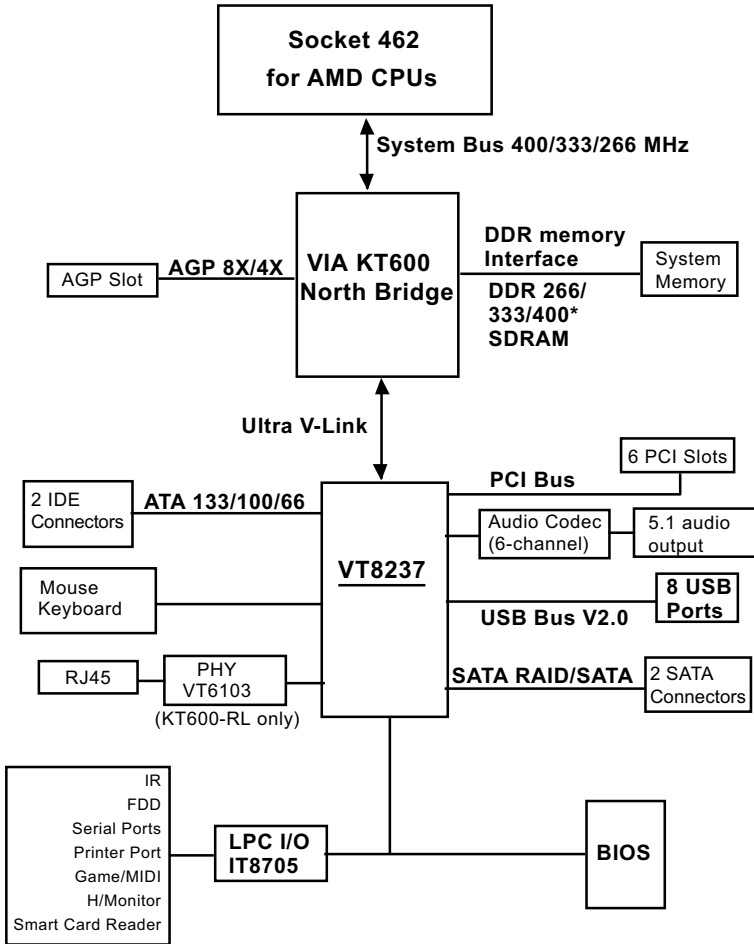 Socket 462
for AMD CPUs
System Bus 400/333/266 MHz
AGP Slot
AGP 8X/4X
VIA KT600
North Bridge
DDR memory
Interface
DDR 266/
333/400*
SDRAM
System
Memory
Ultra V-Link
2 IDE
Connectors
ATA 133/100/66
Mouse
Keyboard
RJ45
PHY
VT6103
(KT600-RL only)
VT8237
PCI Bus
6 PCI Slots
Audio Codec
(6-channel)
5.1 audio
output
USB Bus V2.0
8 USB
Ports
SATA RAID/SATA
2 SATA
Connectors
IR
FDD
Serial Ports
Printer Port
Game/MIDI
H/Monitor
Smart Card Reader
LPC I/O
IT8705
BIOS